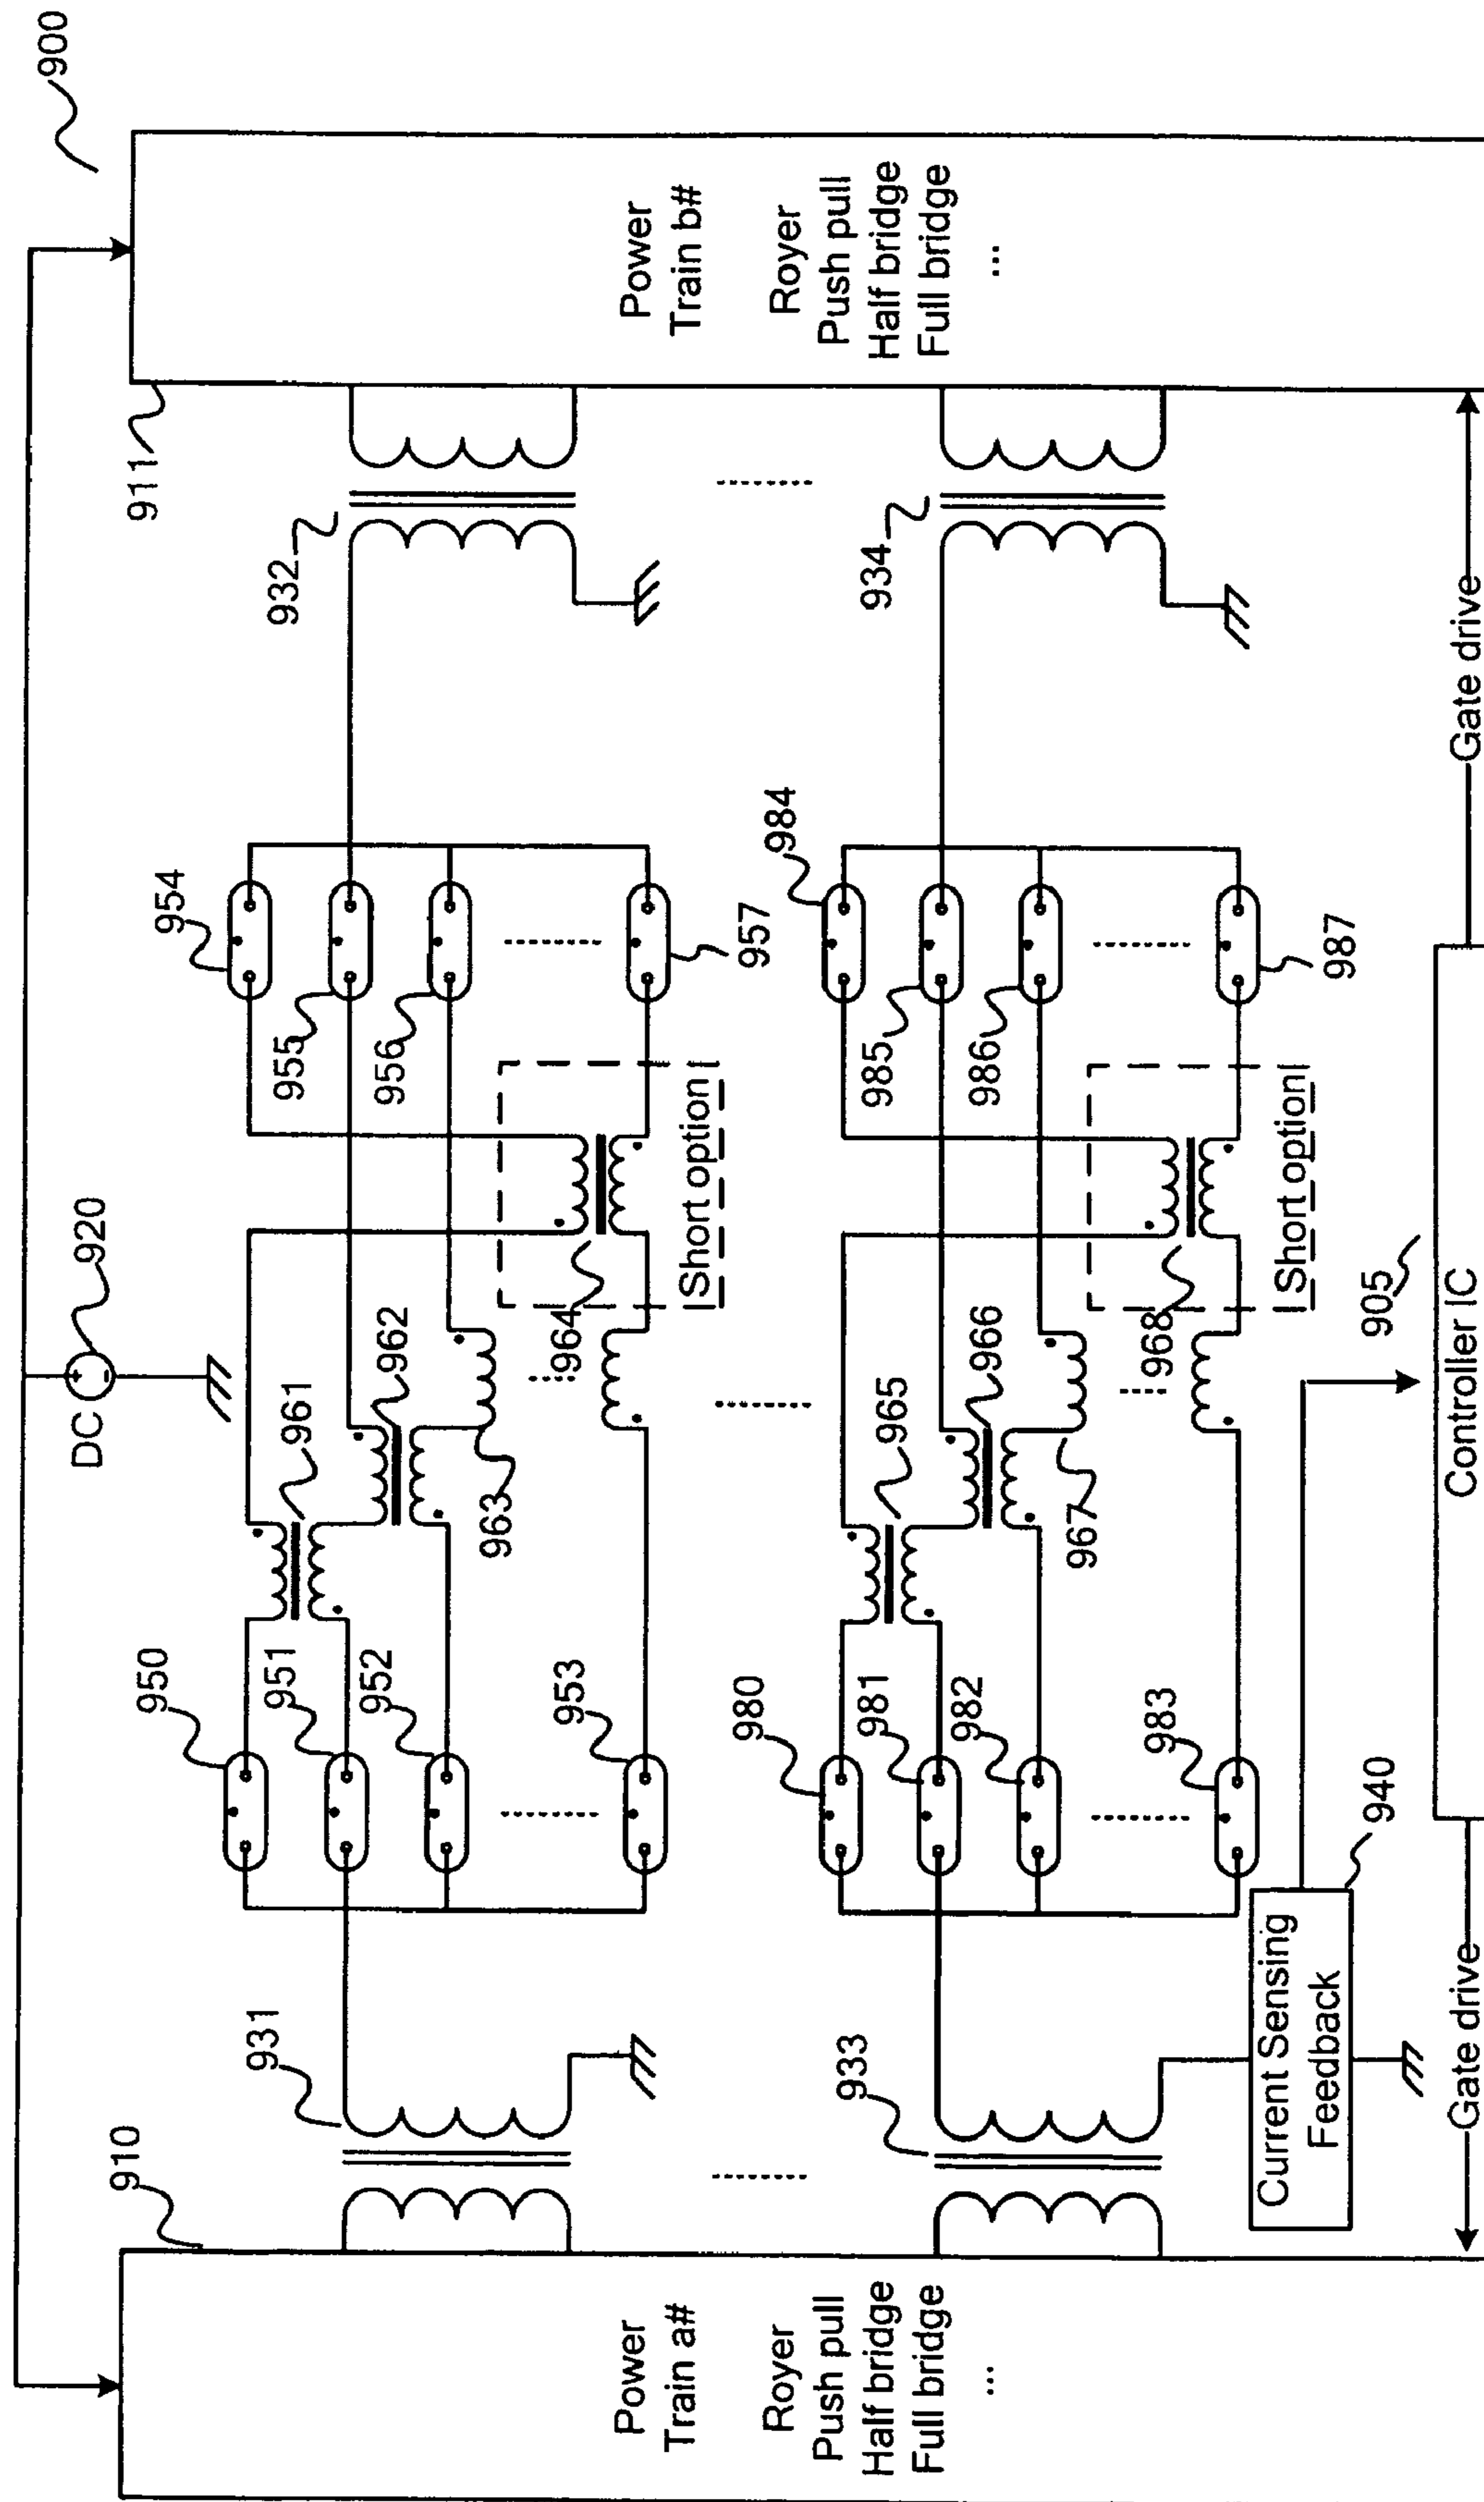 900
DC
920
910
Power
Train a#
Royer
Push pull
Half bridge
Full bridge
...
911
Power
Train b#
Royer
Push pull
Half bridge
Full bridge
...
931
950
951
952
953
961
962
963
964
Short option
954
955
956
957
932
933
980
981
982
983
965
966
967
968
Short option
984
985
986
987
934
Current Sensing
Feedback
940
905
Controller IC
Gate drive
Gate drive